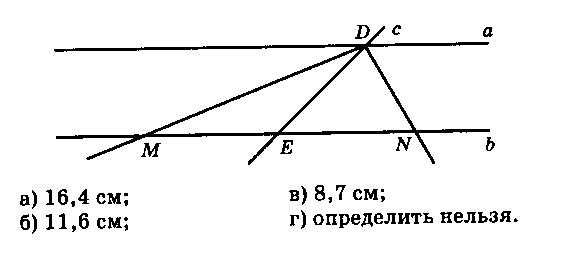 D c a
M E N b
а) 16,4 см; в) 8,7 см;
б) 11,6 см; г) определить нельзя.